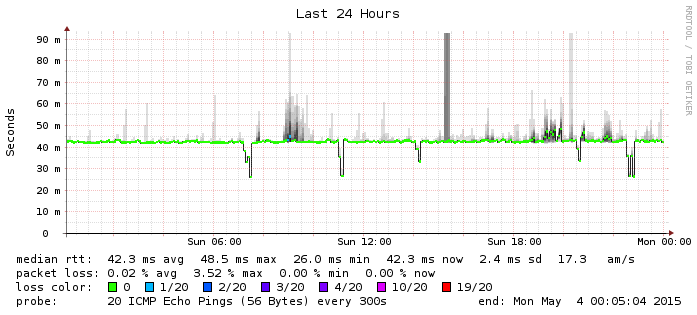 Last 24 Hours
RRDTOOL / TOBI OETIKER
Seconds
90 m
80 m
70 m
60 m
50 m
40 m
30 m
20 m
10 m
0
Sun 06:00 Sun 12:00 Sun 18:00 Mon 00:00
median rtt: 42.3 ms avg 48.5 ms max 26.0 ms min 42.3 ms now 2.4 ms sd 17.3 am/s
packet loss: 0.02 % avg 3.52 % max 0.00 % min 0.00 % now
loss color: 0 1/20 2/20 3/20 4/20 10/20 19/20
probe: 20 ICMP Echo Pings (56 Bytes) every 300s end: Mon May 4 00:05:04 2015